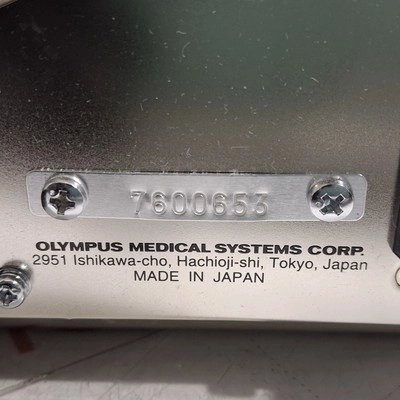 7600653
OLYMPUS MEDICAL SYSTEMS CORP.
2951 Ishikawa-cho, Hachioji-shi, Tokyo, Japan
MADE IN JAPAN